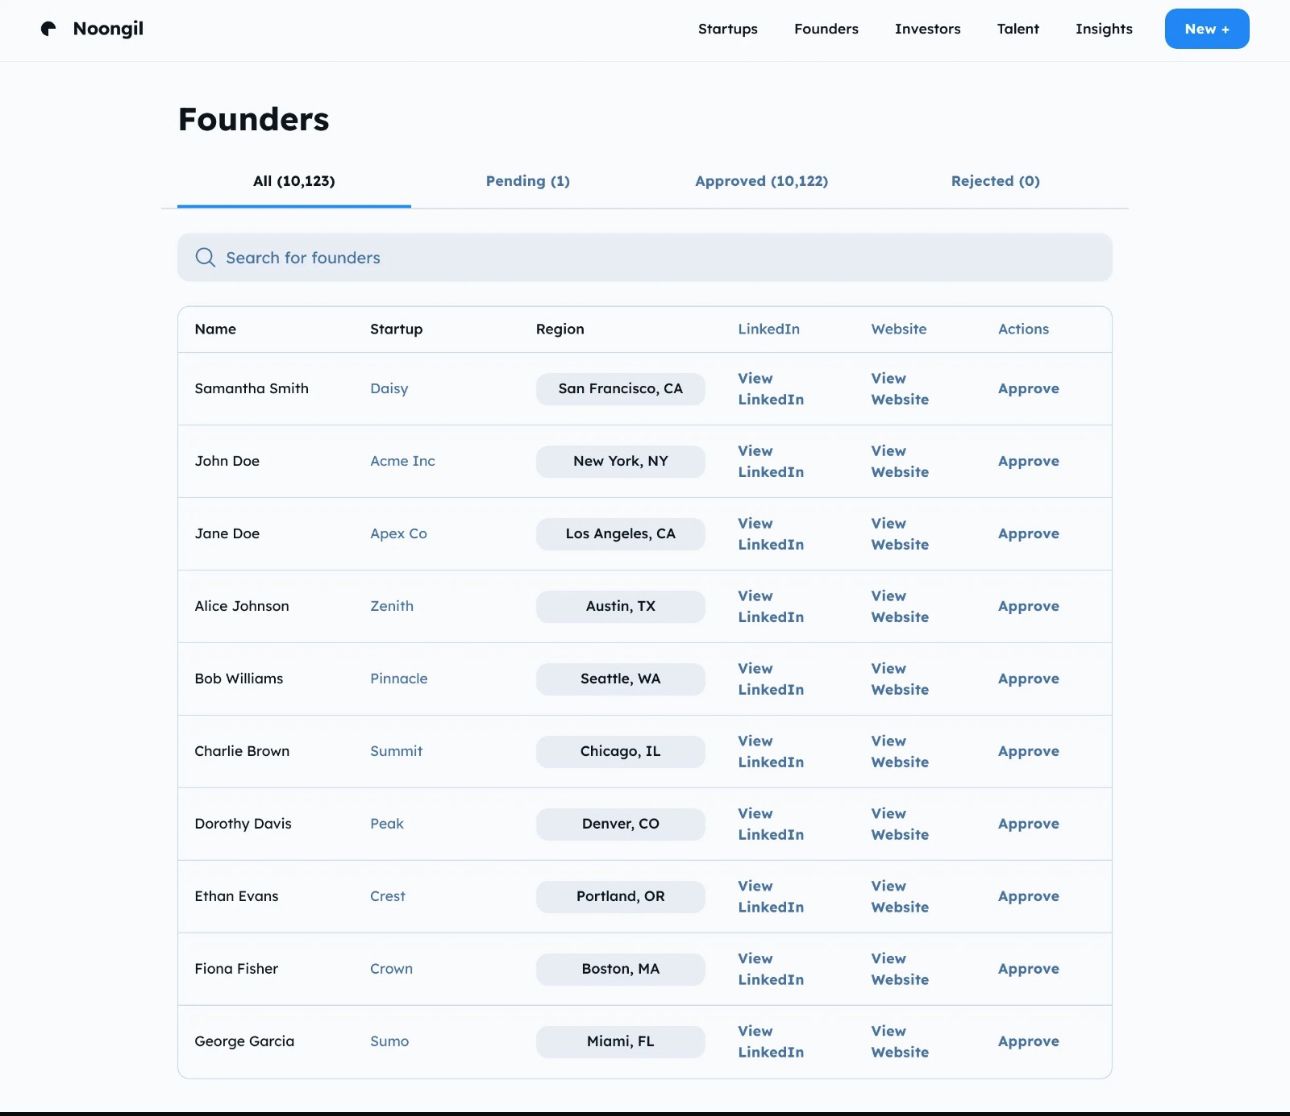 Noongil
Startups Founders Investors Talent Insights New +
Founders
All (10,123) Pending (1) Approved (10,122) Rejected (0)
Search for founders
Name Startup Region LinkedIn Website Actions
Samantha Smith Daisy San Francisco, CA View LinkedIn View Website Approve
John Doe Acme Inc New York, NY View LinkedIn View Website Approve
Jane Doe Apex Co Los Angeles, CA View LinkedIn View Website Approve
Alice Johnson Zenith Austin, TX View LinkedIn View Website Approve
Bob Williams Pinnacle Seattle, WA View LinkedIn View Website Approve
Charlie Brown Summit Chicago, IL View LinkedIn View Website Approve
Dorothy Davis Peak Denver, CO View LinkedIn View Website Approve
Ethan Evans Crest Portland, OR View LinkedIn View Website Approve
Fiona Fisher Crown Boston, MA View LinkedIn View Website Approve
George Garcia Sumo Miami, FL View LinkedIn View Website Approve